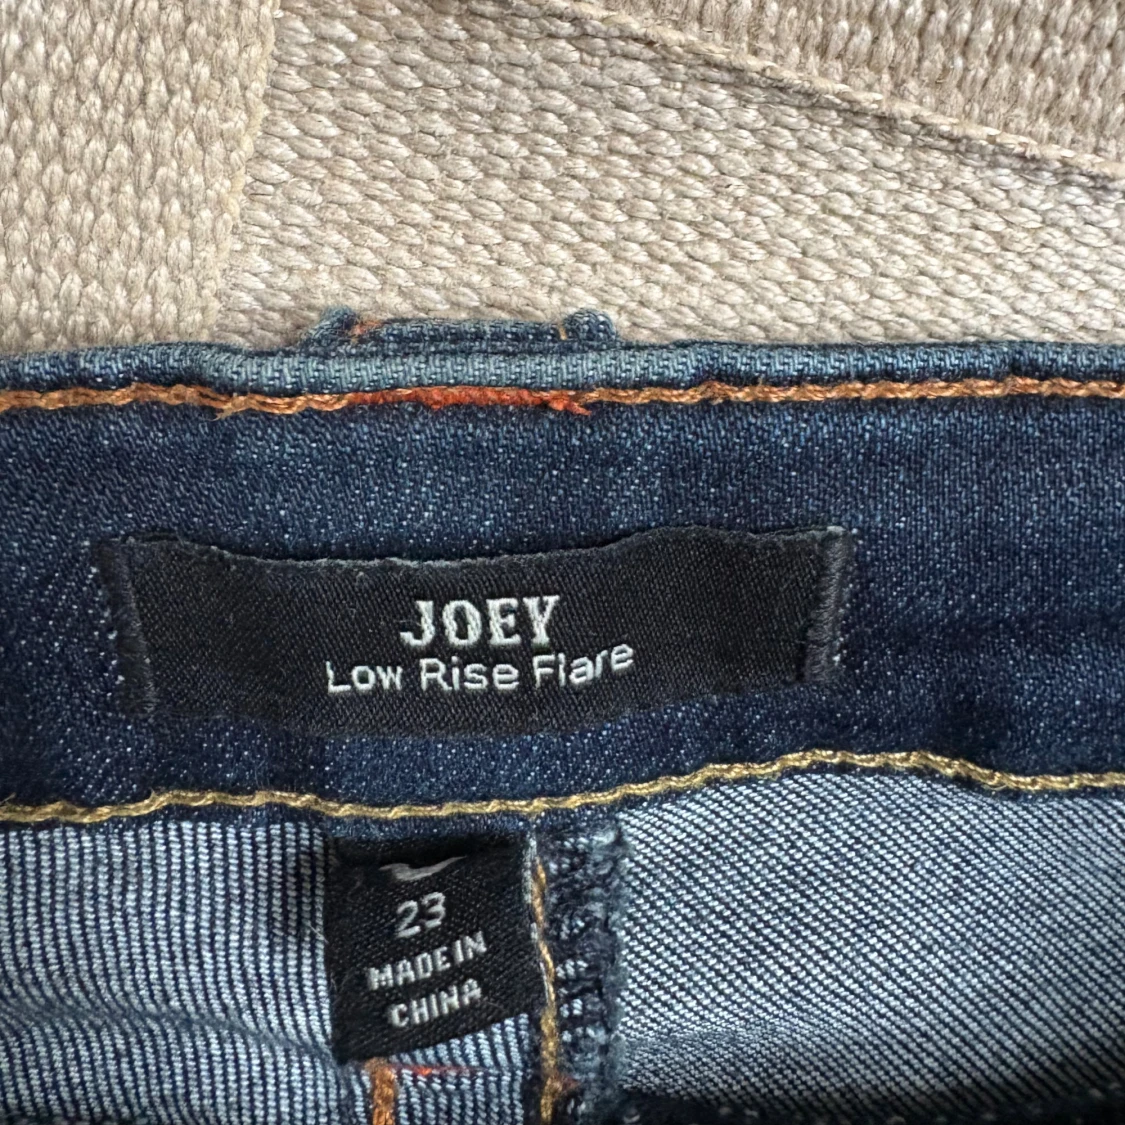 JOEY
Low Rise Flare
23
MADE IN
CHINA